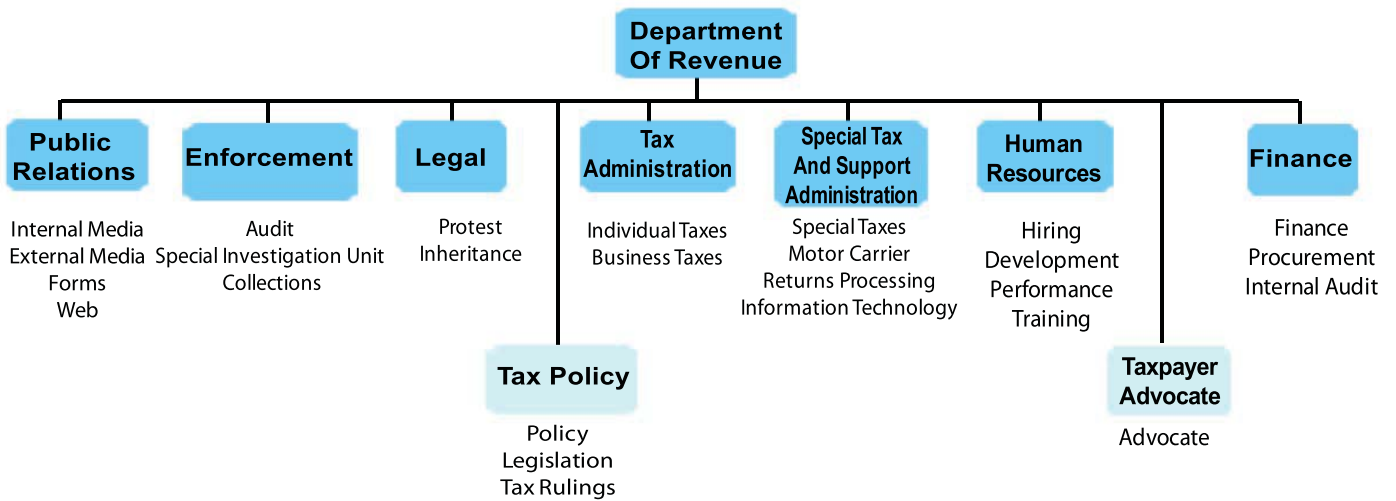 Department
Of Revenue
Public
Relations
Internal Media
External Media
Forms
Web
Enforcement
Audit
Special Investigation Unit
Collections
Legal
Protest
Inheritance
Tax Policy
Policy
Legislation
Tax Rulings
Tax
Administration
Individual Taxes
Business Taxes
Special Tax
And Support
Administration
Special Taxes
Motor Carrier
Returns Processing
Information Technology
Human
Resources
Hiring
Development
Performance
Training
Taxpayer
Advocate
Advocate
Finance
Finance
Procurement
Internal Audit